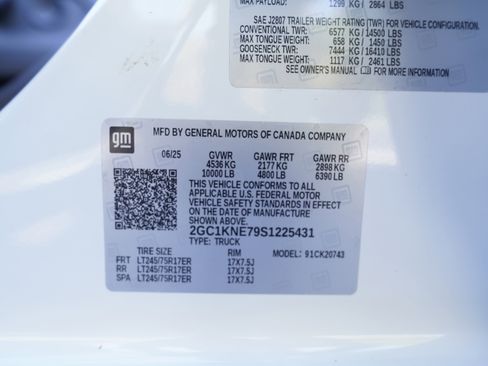 MAX PAYLOAD: 1299 KG / 2864 LBS
SAE J2807 TRAILER WEIGHT RATING (TWR) FOR VEHICLE CONFIGURATION.
CONVENTIONAL TWR: 6577 KG / 14500 LBS
MAX TONGUE WEIGHT: 658 KG / 1450 LBS
GOOSENECK TWR: 7444 KG / 16410 LBS
MAX TONGUE WEIGHT: 1117 KG / 2461 LBS
SEE OWNER'S MANUAL FOR MORE INFORMATION
gm
MFD BY GENERAL MOTORS OF CANADA COMPANY
06/25 GVWR GAWR FRT GAWR RR
4536 KG 2177 KG 2898 KG
10000 LB 4800 LB 6390 LB
THIS VEHICLE CONFORMS TO ALL
APPLICABLE U.S. FEDERAL MOTOR
VEHICLE SAFETY STANDARDS IN
EFFECT ON THE DATE OF MANUFACTURE
SHOWN ABOVE.
2GC1KNE79S1225431
TYPE: TRUCK
TIRE SIZE RIM MODEL: 91CK20743
FRT LT245/75R17ER 17X7.5J
RR LT245/75R17ER 17X7.5J
SPA LT245/75R17ER 17X7.5J